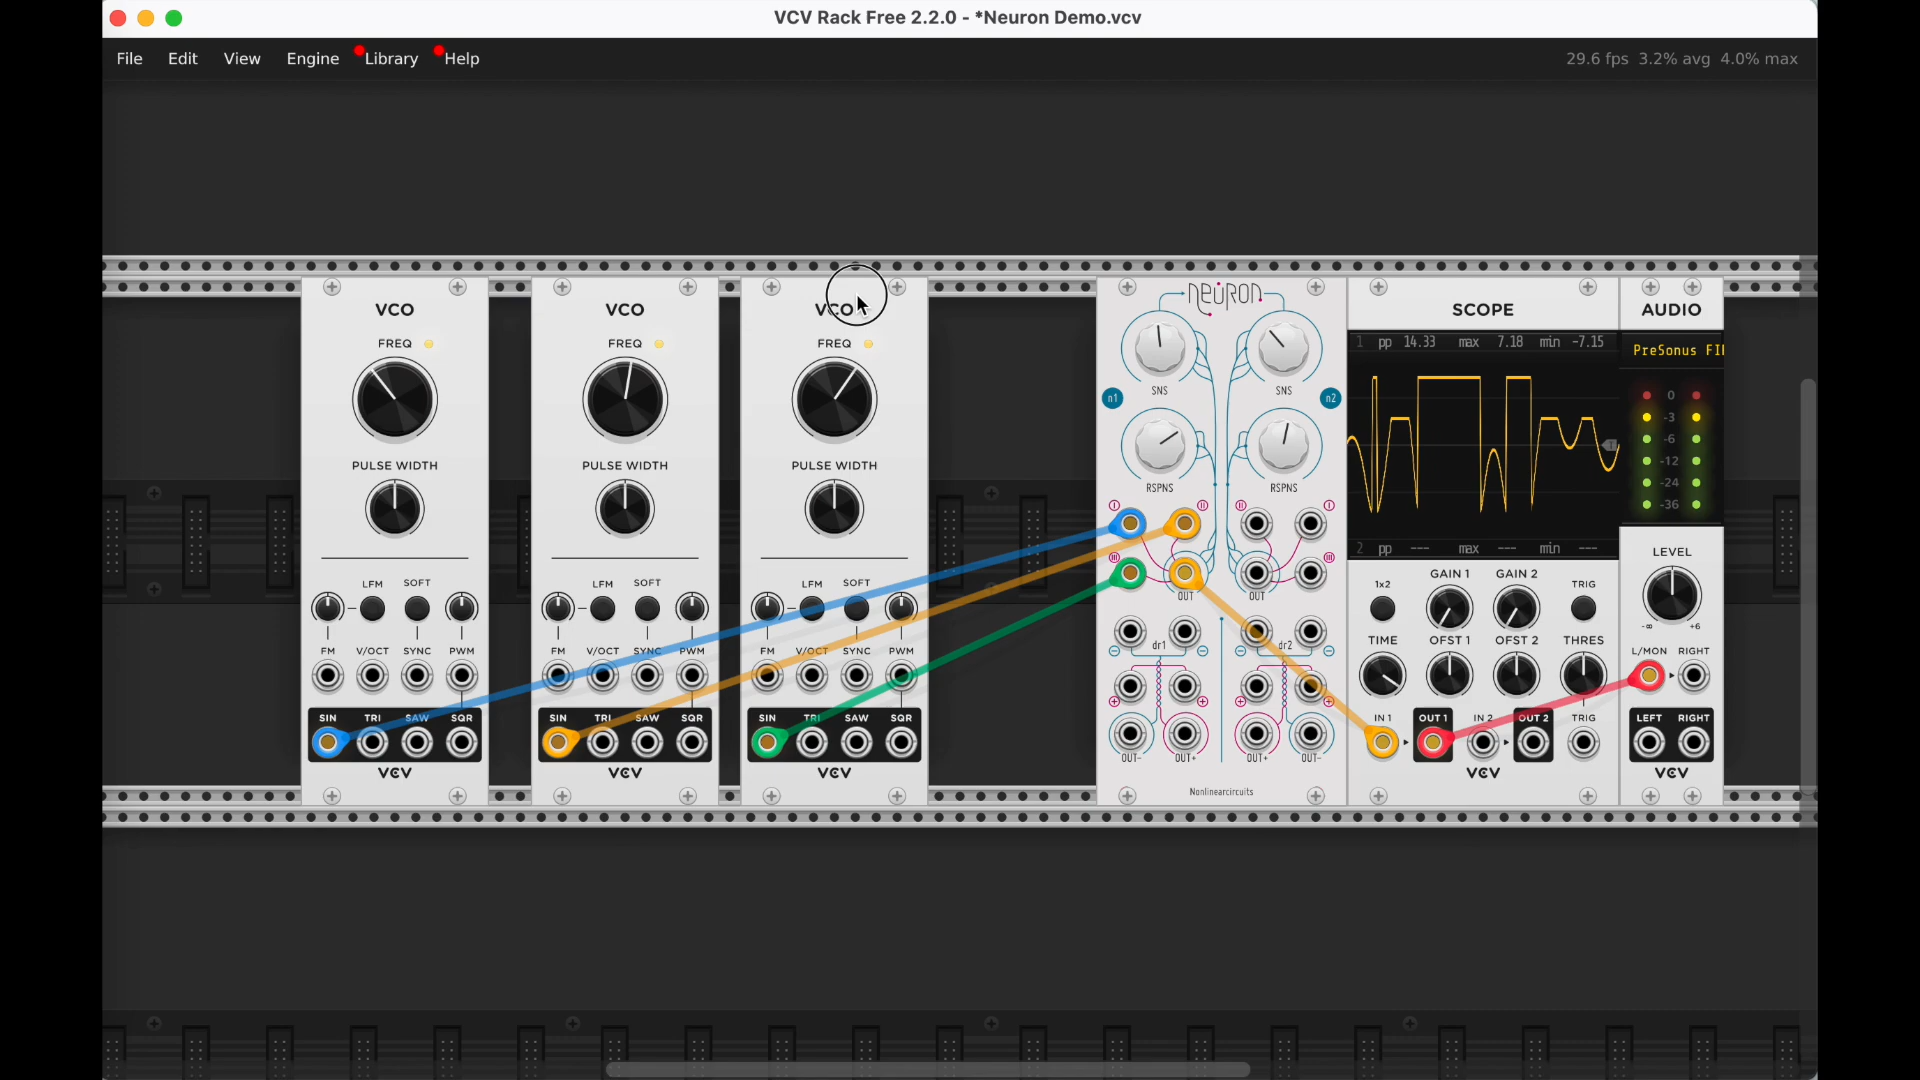 VCV Rack Free 2.2.0 - *Neuron Demo.vcv
File Edit View Engine Library Help
29.6 fps 3.2% avg 4.0% max
VCO
FREQ
PULSE WIDTH
LFM SOFT
FM V/OCT SYNC PWM
SIN TRI SAW SQR
VCV
VCO
FREQ
PULSE WIDTH
LFM SOFT
FM V/OCT SYNC PWM
SIN TRI SAW SQR
VCV
VCO
FREQ
PULSE WIDTH
LFM SOFT
FM V/OCT SYNC PWM
SIN TRI SAW SQR
VCV
neuron
SNS SNS
n1 n2
RSPNS RSPNS
I II II I
III III
OUT OUT
dr1 dr2
OUT- OUT+ OUT+ OUT-
Nonlinearcircuits
SCOPE
1 pp 14.33 max 7.18 min -7.15
1
2 pp --- max --- min ---
GAIN 1 GAIN 2
1x2 TRIG
TIME OFST 1 OFST 2 THRES
IN 1 OUT 1 IN 2 OUT 2 TRIG
VCV
AUDIO
PreSonus FI
0
-3
-6
-12
-24
-36
LEVEL
-∞ +6
L/MON RIGHT
LEFT RIGHT
VCV